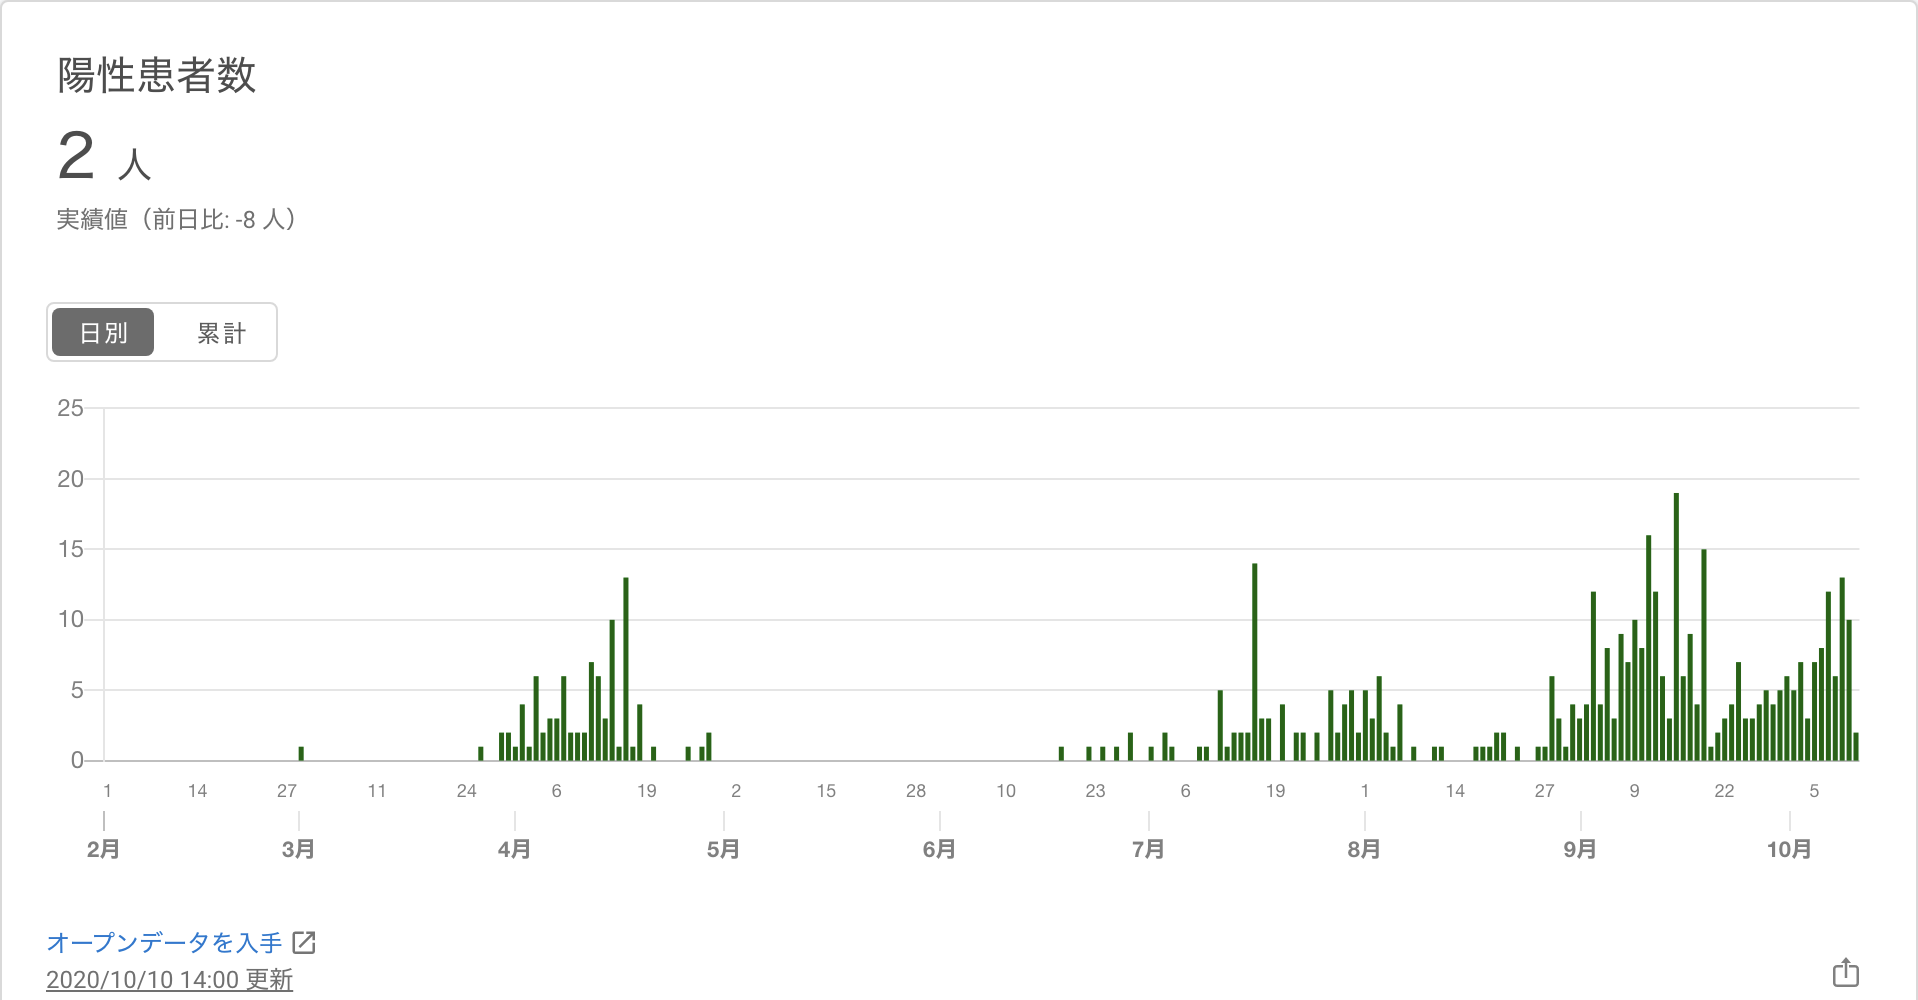 陽性患者数
2 人
実績値（前日比: -8 人）
日別 累計
25
20
15
10
5
0
1 14 27 11 24 6 19 2 15 28 10 23 6 19 1 14 27 9 22 5
2月 3月 4月 5月 6月 7月 8月 9月 10月
オープンデータを入手
2020/10/10 14:00 更新